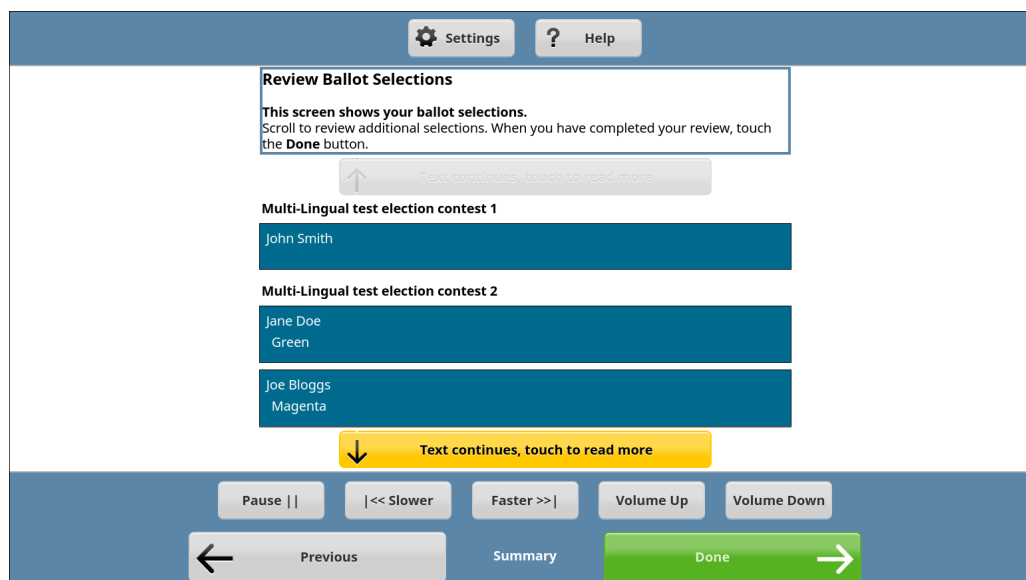 Settings
? Help
Review Ballot Selections
This screen shows your ballot selections.
Scroll to review additional selections. When you have completed your review, touch
the Done button.
Text continues, touch to read more
Multi-Lingual test election contest 1
John Smith
Multi-Lingual test election contest 2
Jane Doe
Green
Joe Bloggs
Magenta
Text continues, touch to read more
Pause ||
|<< Slower
Faster >>|
Volume Up
Volume Down
Previous
Summary
Done